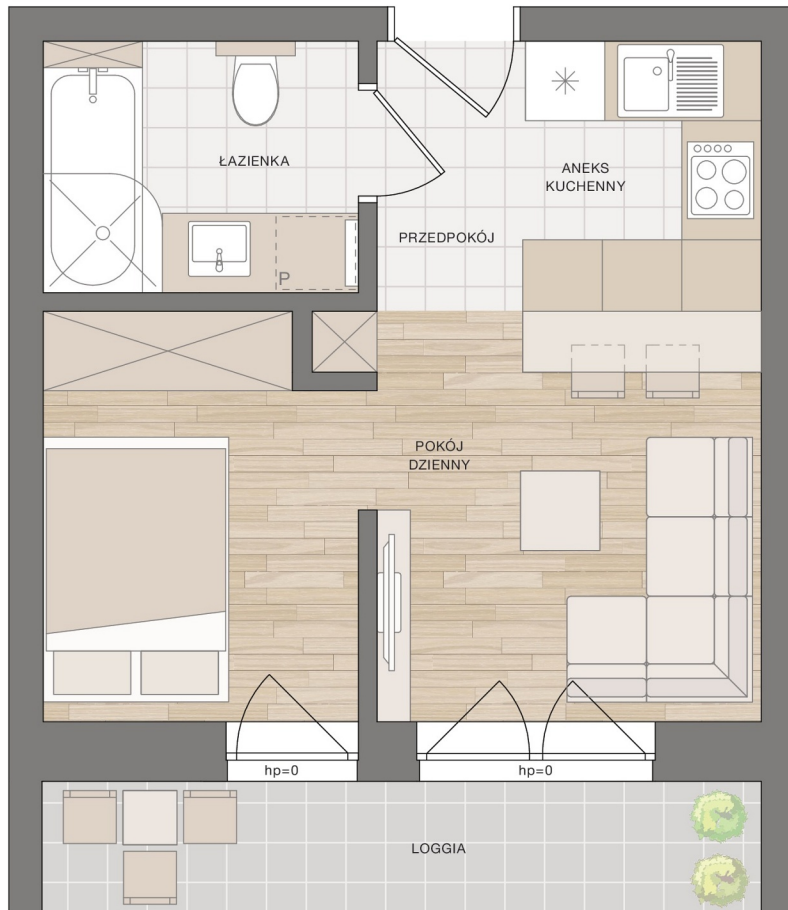 ŁAZIENKA
ANEKS
KUCHENNY
PRZEDPOKÓJ
P
POKÓJ
DZIENNY
hp=0
hp=0
LOGGIA